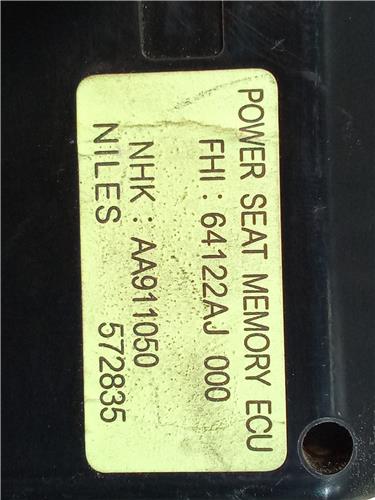 POWER SEAT MEMORY ECU
FHI : 64122AJ 000
NHK : AA911050
NILES 572835